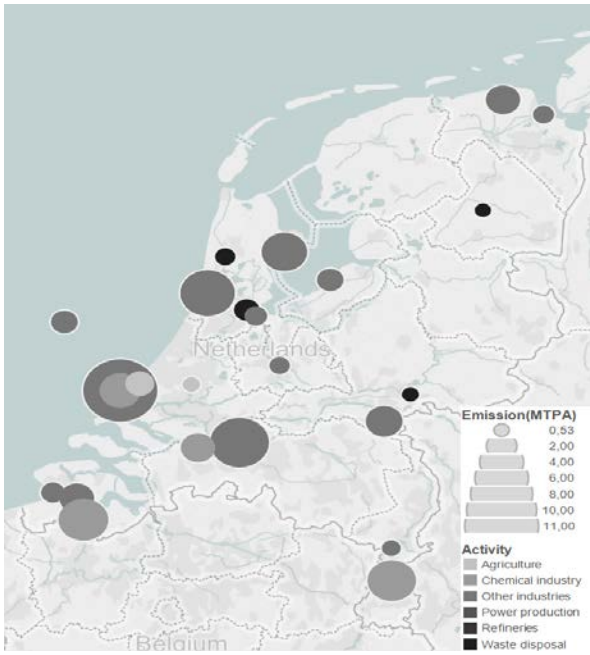 Netherlands
Emission(MTPA)
0,53
2,00
4,00
6,00
8,00
10,00
11,00
Activity
Agriculture
Chemical industry
Other industries
Power production
Refineries
Waste disposal
Belgium